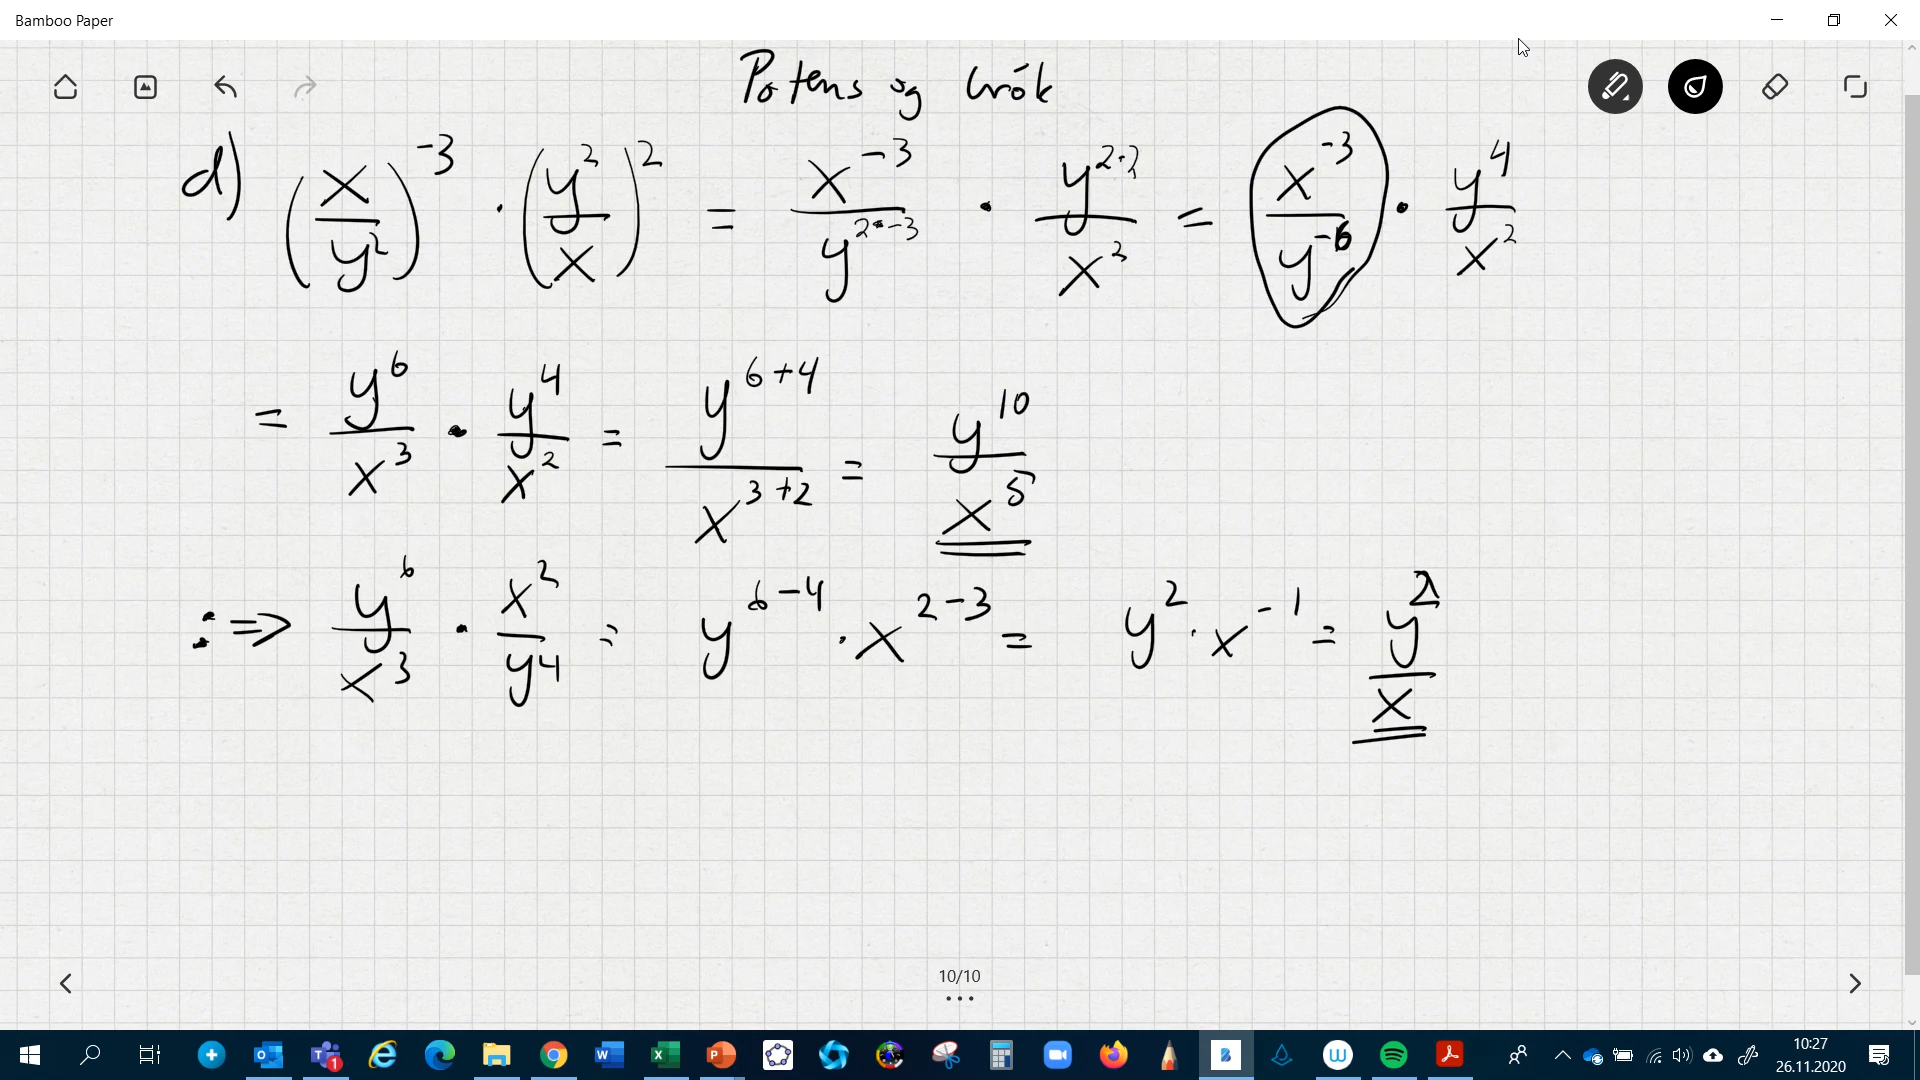 Bamboo Paper
Potens og brøk
d) (x/y²)⁻³ · (y²/x)² = x⁻³/y^(2·-3) · y^(2·2)/x² = x⁻³/y⁻⁶ · y⁴/x²
= y⁶/x³ · y⁴/x² = y^(6+4)/x^(3+2) = y¹⁰/x⁵
: => y⁶/x³ · x²/y⁴ = y^(6-4) · x^(2-3) = y² · x⁻¹ = y²/x
10/10
10:27
26.11.2020